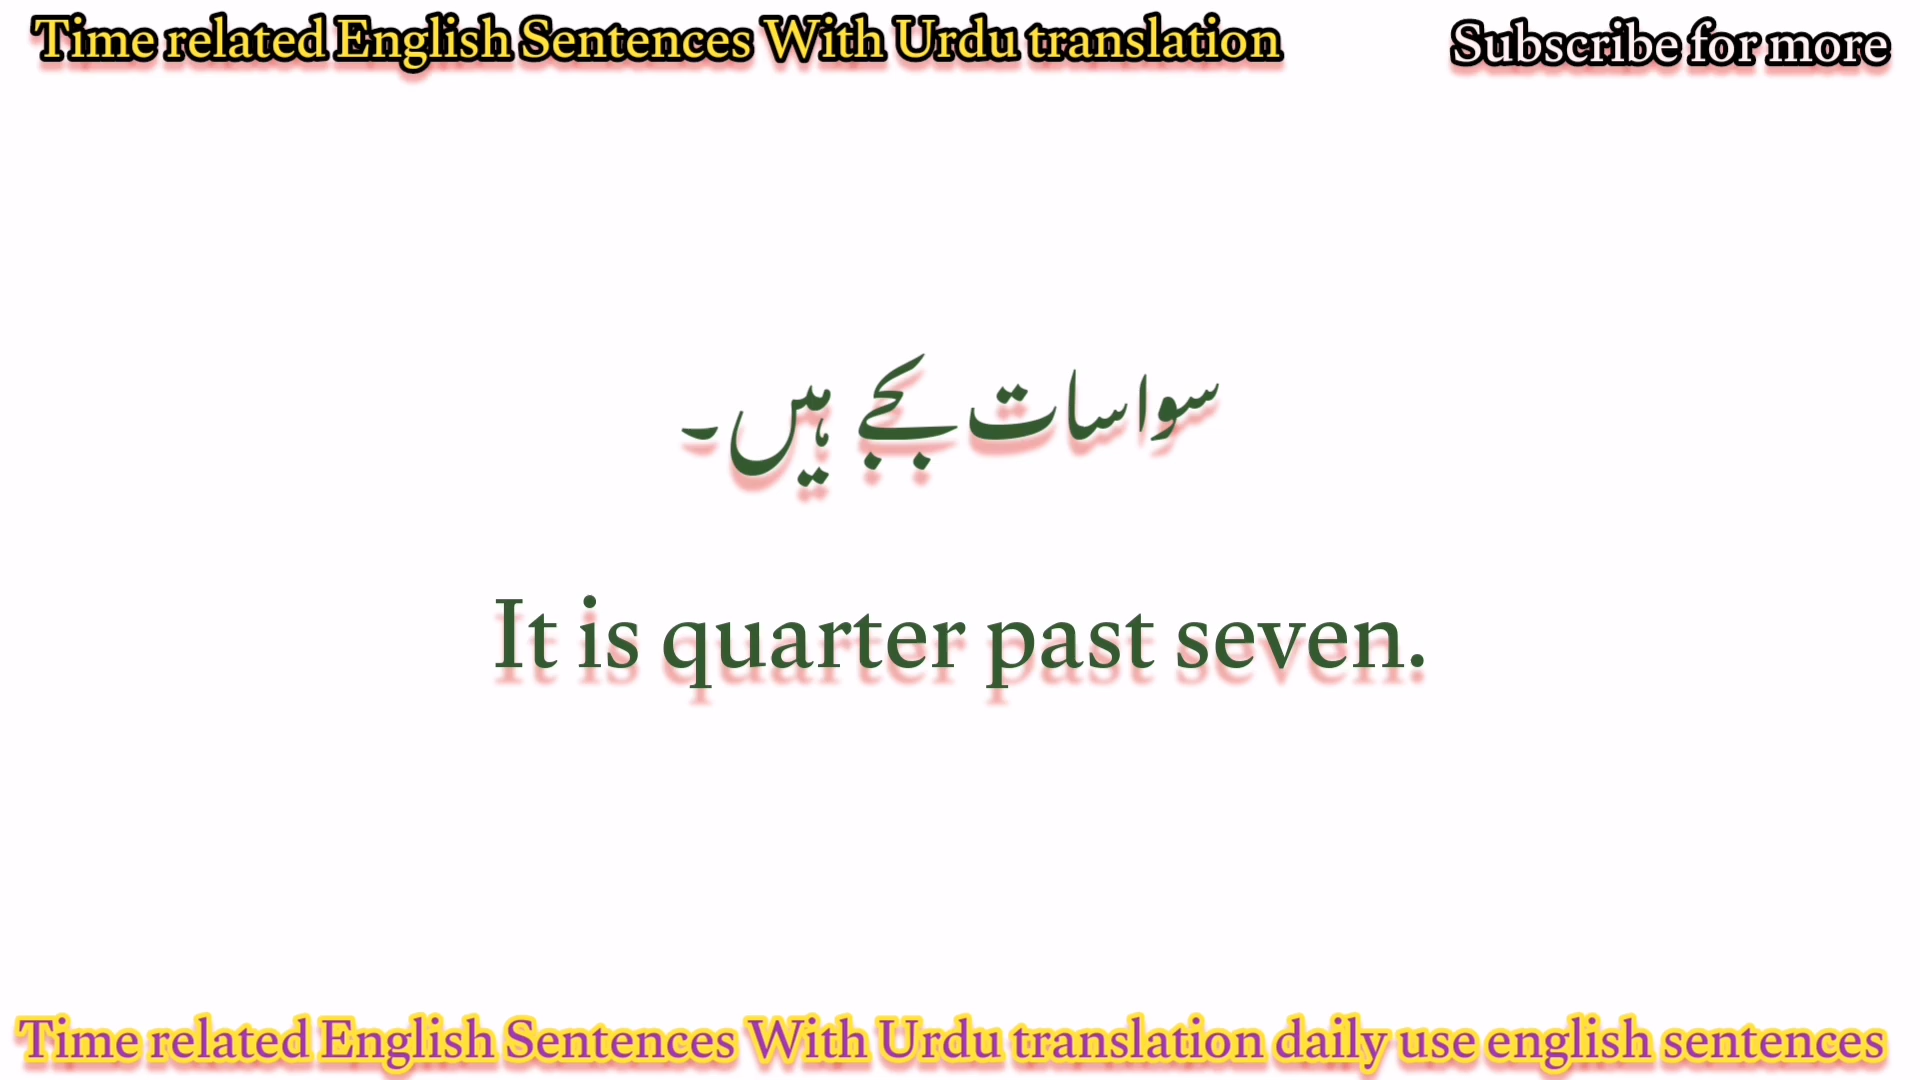 Time related English Sentences With Urdu translation
Subscribe for more
سوا سات بجے ہیں۔
It is quarter past seven.
Time related English Sentences With Urdu translation daily use english sentences